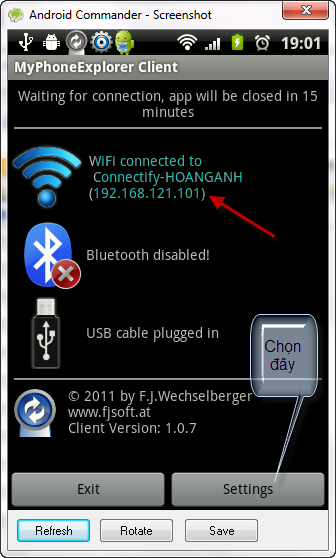 Android Commander - Screenshot
19:01
MyPhoneExplorer Client
Waiting for connection, app will be closed in 15
minutes
WIFI connected to
Connectify-HOANGANH
(192.168.121.101)
Bluetooth disabled!
USB cable plugged in
Chọn
đây
© 2011 by F.J.Wechselberger
www.fjsoft.at
Client Version: 1.0.7
Exit
Settings
Refresh
Rotate
Save